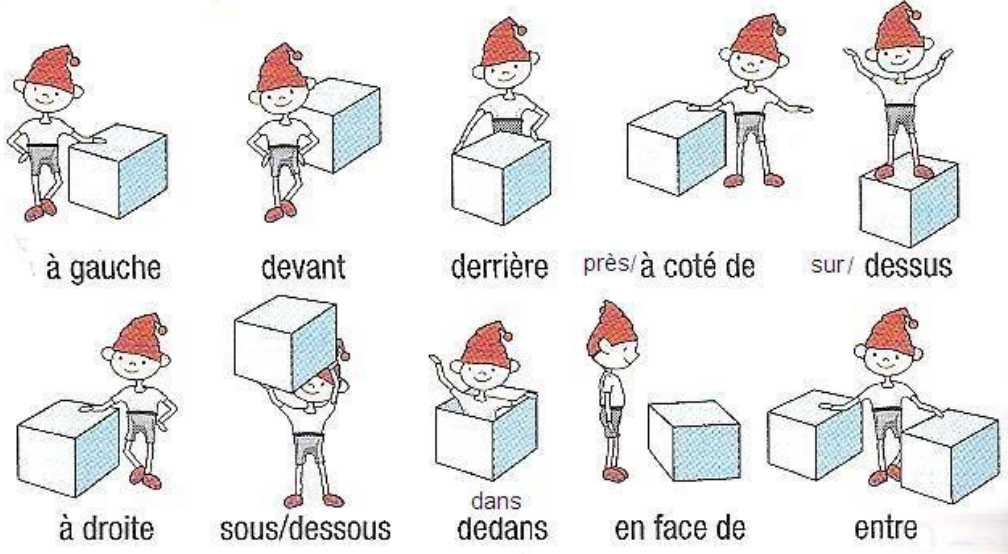 à gauche
devant
derrière
près/ à coté de
sur/ dessus
à droite
sous/dessous
dans
dedans
en face de
entre